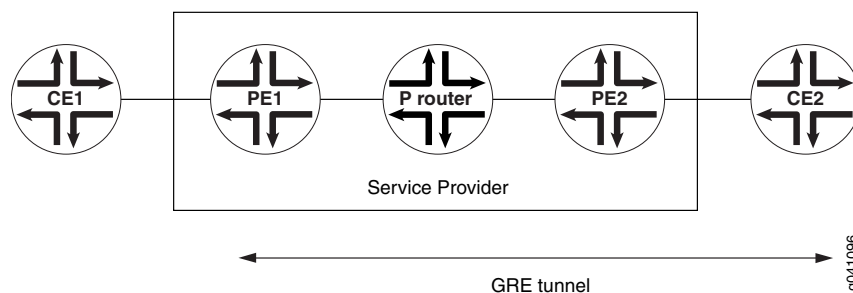 CE1
PE1
P router
PE2
CE2
Service Provider
GRE tunnel
g041096